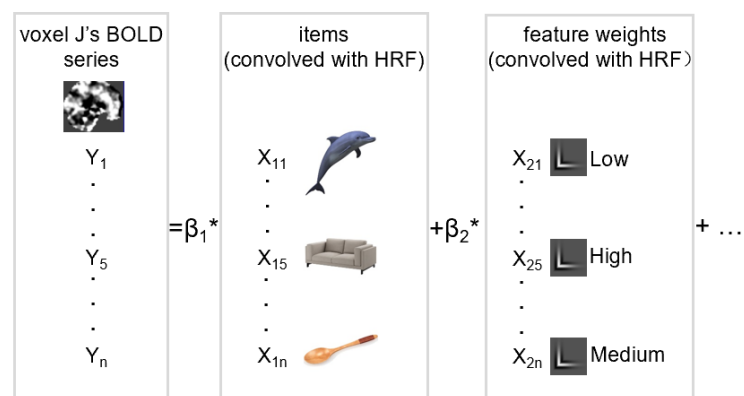 voxel J's BOLD
series
items
(convolved with HRF)
feature weights
(convolved with HRF）
Y₁
X₁₁
X₂₁ Low
=β₁*
+β₂*
+ ...
Y₅
X₁₅
X₂₅ High
Yₙ
X₁ₙ
X₂ₙ Medium